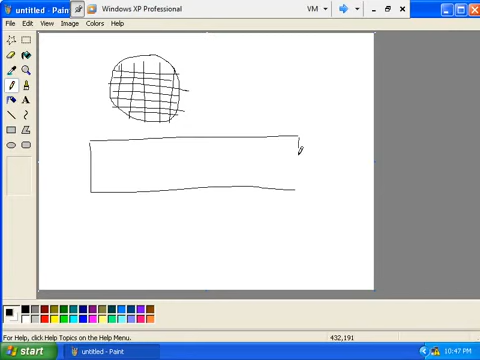 untitled - Paint
Windows XP Professional
VM
File Edit View Image Colors Help
A
For Help, click Help Topics on the Help Menu.
432,191
start
untitled - Paint
10:47 PM